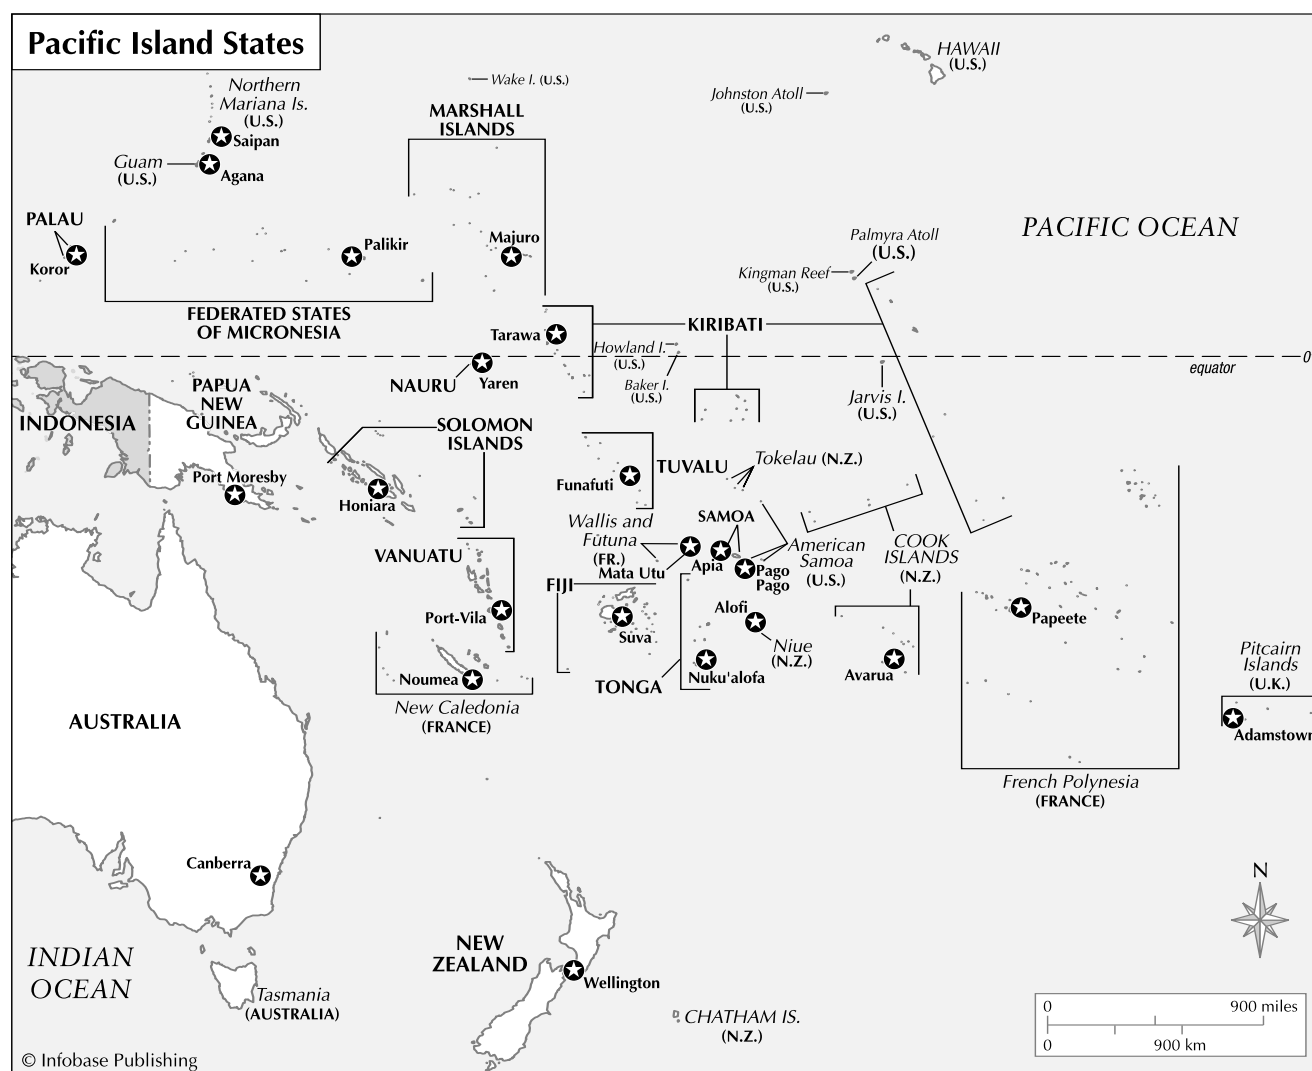 Pacific Island States
HAWAII
(U.S.)
Northern
Mariana Is.
(U.S.)
Wake I. (U.S.)
Johnston Atoll
(U.S.)
MARSHALL
ISLANDS
Saipan
Guam
(U.S.)
Agana
PALAU
Koror
Palikir
Majuro
PACIFIC OCEAN
Palmyra Atoll
(U.S.)
Kingman Reef
(U.S.)
FEDERATED STATES
OF MICRONESIA
Tarawa
KIRIBATI
Howland I.
(U.S.)
Baker I.
(U.S.)
0
equator
NAURU
Yaren
Jarvis I.
(U.S.)
PAPUA
NEW
GUINEA
INDONESIA
SOLOMON
ISLANDS
Port Moresby
Honiara
Funafuti
TUVALU
Tokelau (N.Z.)
Wallis and
Futuna
(FR.)
Mata Utu
SAMOA
Apia
Pago
Pago
American
Samoa
(U.S.)
COOK
ISLANDS
(N.Z.)
VANUATU
Port-Vila
FIJI
Suva
Alofi
Niue
(N.Z.)
Papeete
Noumea
New Caledonia
(FRANCE)
TONGA
Nuku'alofa
Avarua
Pitcairn
Islands
(U.K.)
Adamstown
AUSTRALIA
French Polynesia
(FRANCE)
Canberra
N
INDIAN
OCEAN
Tasmania
(AUSTRALIA)
NEW
ZEALAND
Wellington
CHATHAM IS.
(N.Z.)
0 900 miles
0 900 km
© Infobase Publishing